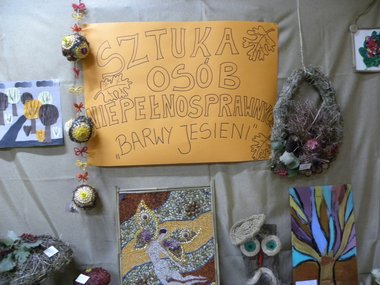 SZTUKA
OSÓB
NIEPEŁNOSPRAWNYCH
„BARWY JESIENI”